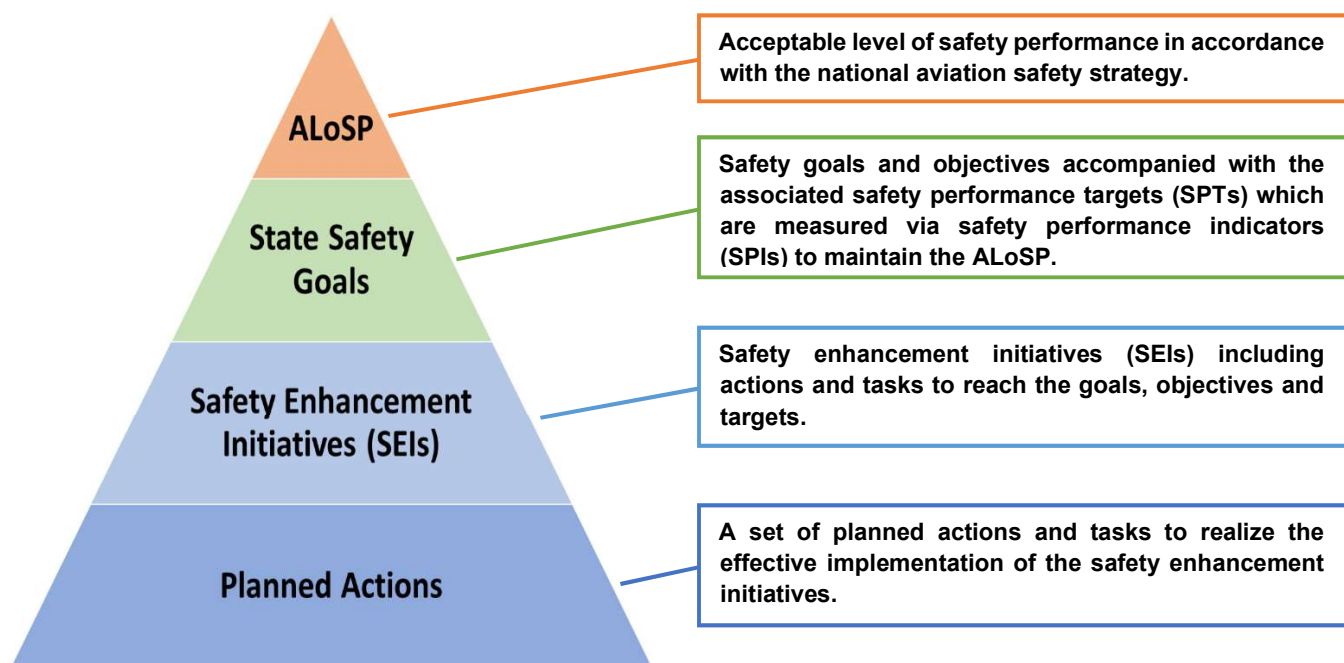 ALoSP
Acceptable level of safety performance in accordance
with the national aviation safety strategy.
State Safety
Goals
Safety goals and objectives accompanied with the
associated safety performance targets (SPTs) which
are measured via safety performance indicators
(SPIs) to maintain the ALoSP.
Safety Enhancement
Initiatives (SEIs)
Safety enhancement initiatives (SEIs) including
actions and tasks to reach the goals, objectives and
targets.
Planned Actions
A set of planned actions and tasks to realize the
effective implementation of the safety enhancement
initiatives.